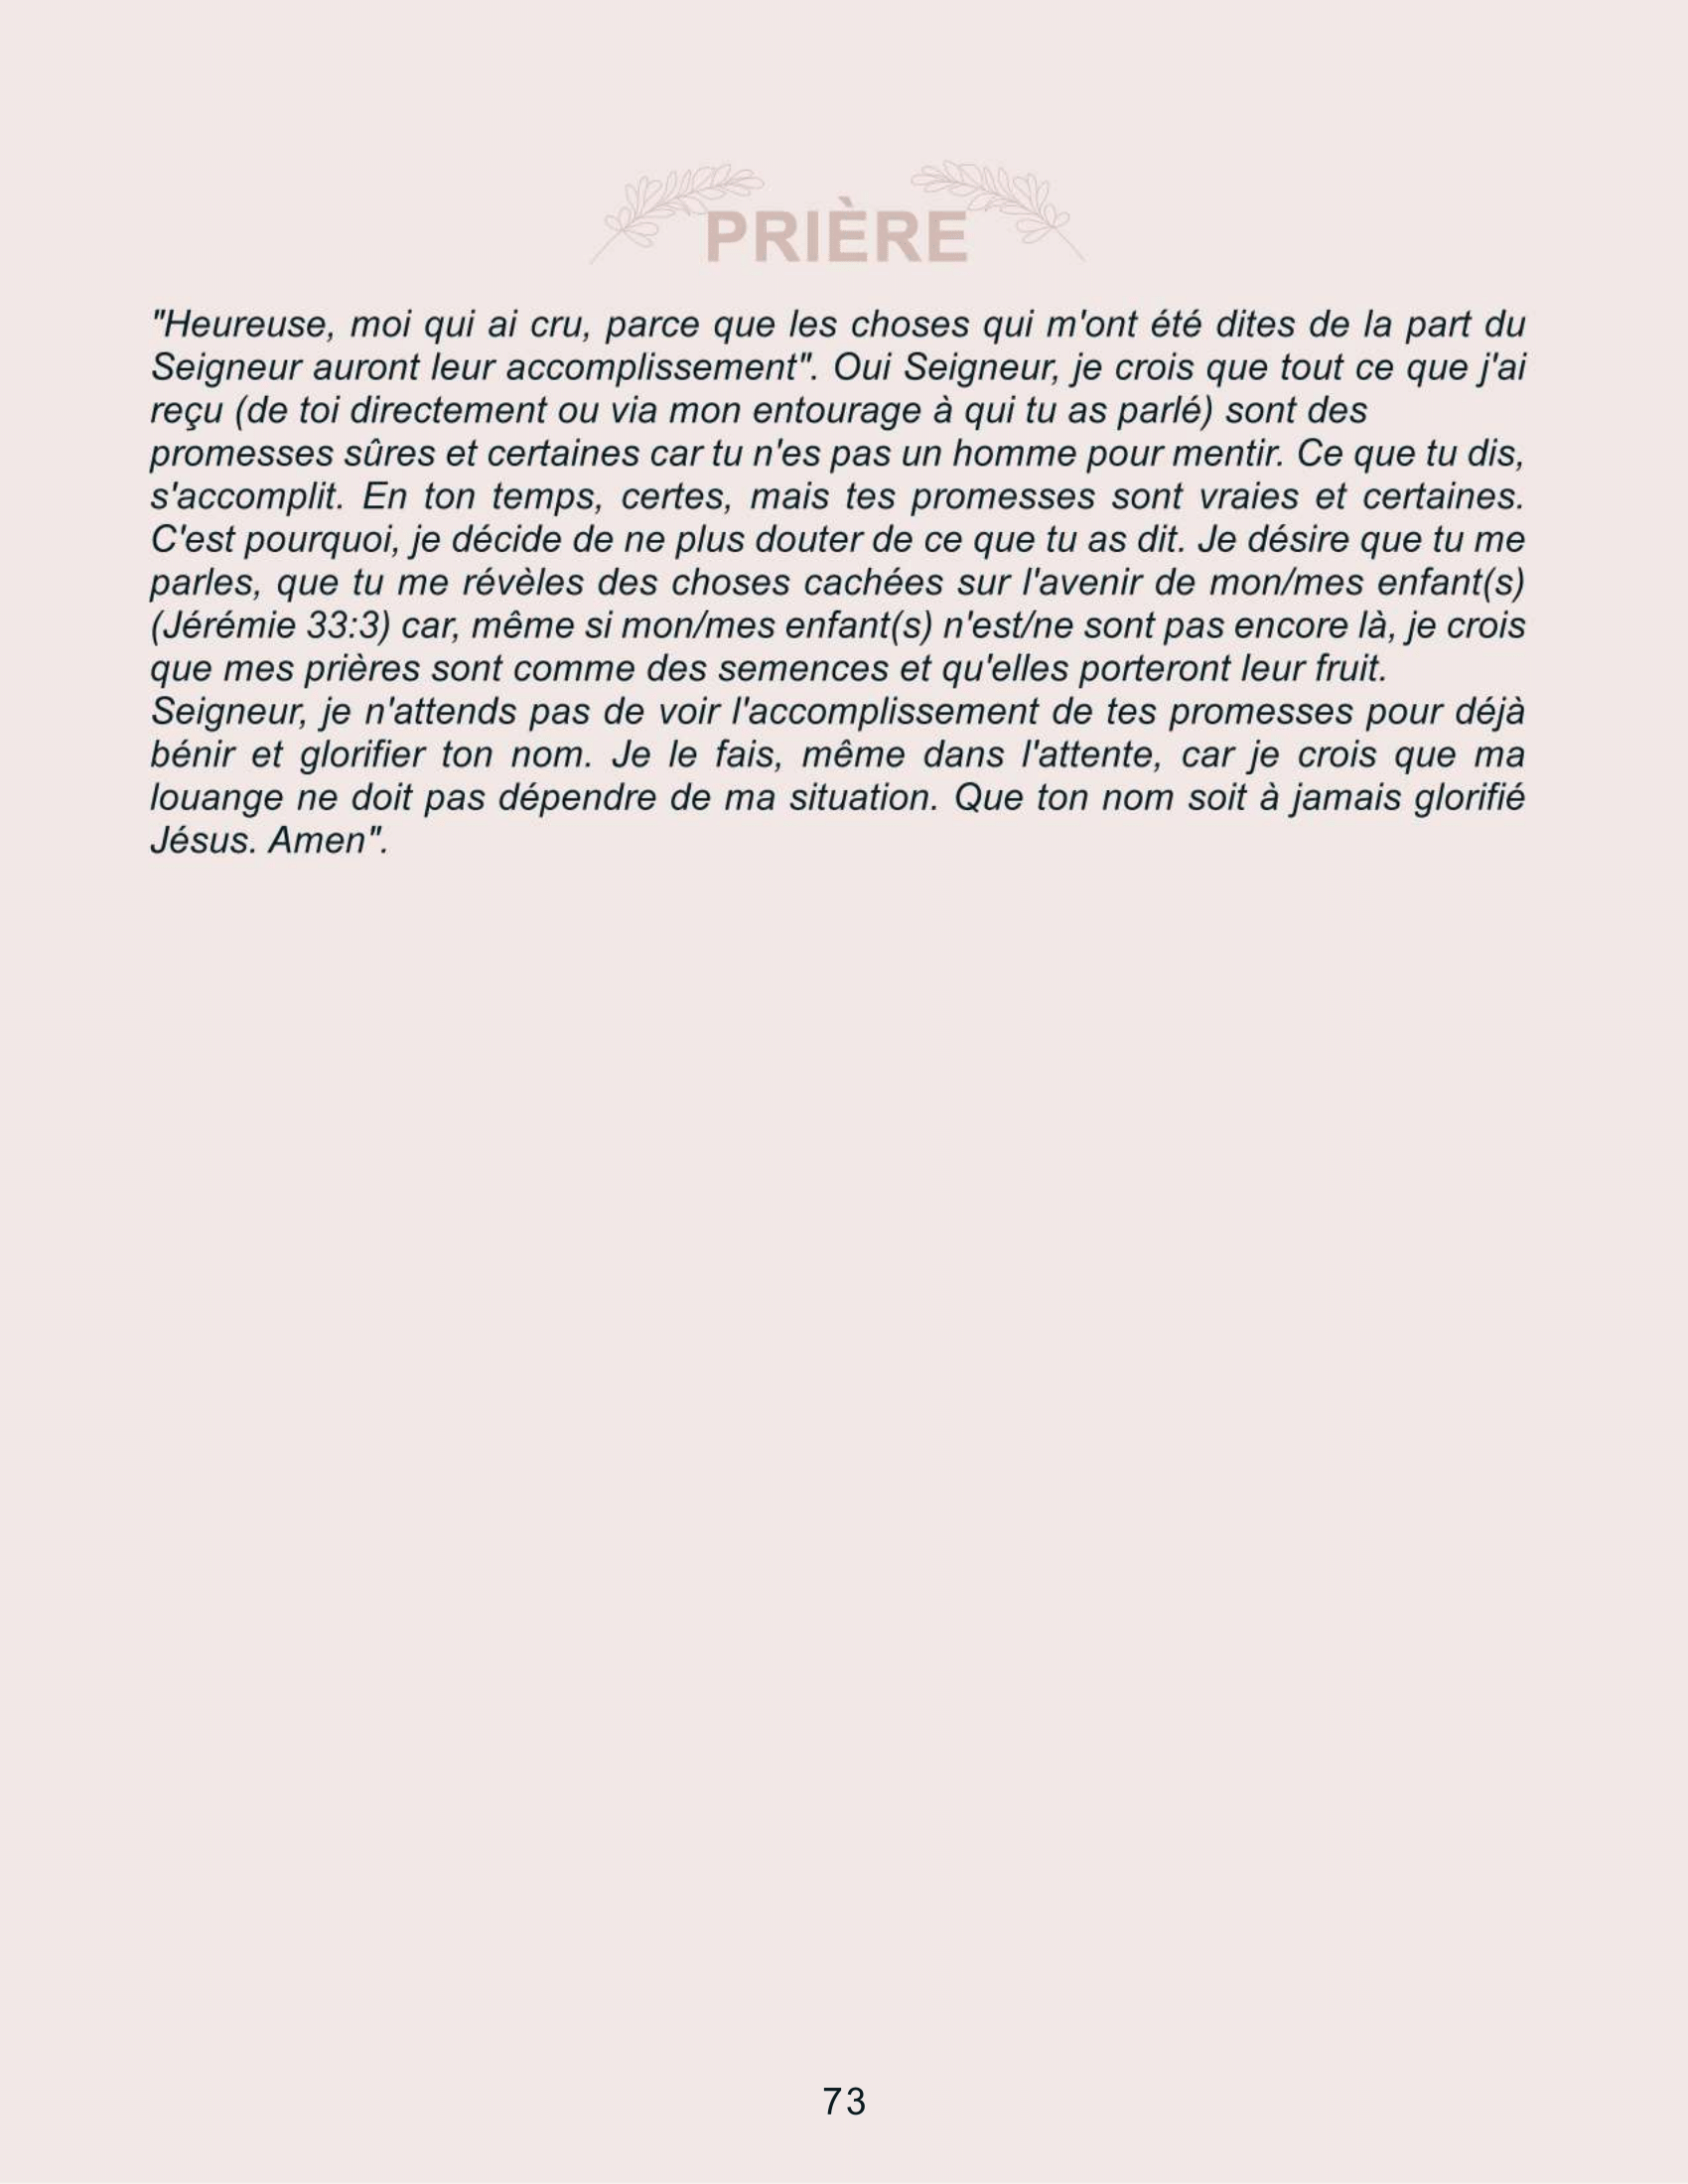 PRIÈRE
"Heureuse, moi qui ai cru, parce que les choses qui m'ont été dites de la part du
Seigneur auront leur accomplissement". Oui Seigneur, je crois que tout ce que j'ai
reçu (de toi directement ou via mon entourage à qui tu as parlé) sont des
promesses sûres et certaines car tu n'es pas un homme pour mentir. Ce que tu dis,
s'accomplit. En ton temps, certes, mais tes promesses sont vraies et certaines.
C'est pourquoi, je décide de ne plus douter de ce que tu as dit. Je désire que tu me
parles, que tu me révèles des choses cachées sur l'avenir de mon/mes enfant(s)
(Jérémie 33:3) car, même si mon/mes enfant(s) n'est/ne sont pas encore là, je crois
que mes prières sont comme des semences et qu'elles porteront leur fruit.
Seigneur, je n'attends pas de voir l'accomplissement de tes promesses pour déjà
bénir et glorifier ton nom. Je le fais, même dans l'attente, car je crois que ma
louange ne doit pas dépendre de ma situation. Que ton nom soit à jamais glorifié
Jésus. Amen".
73